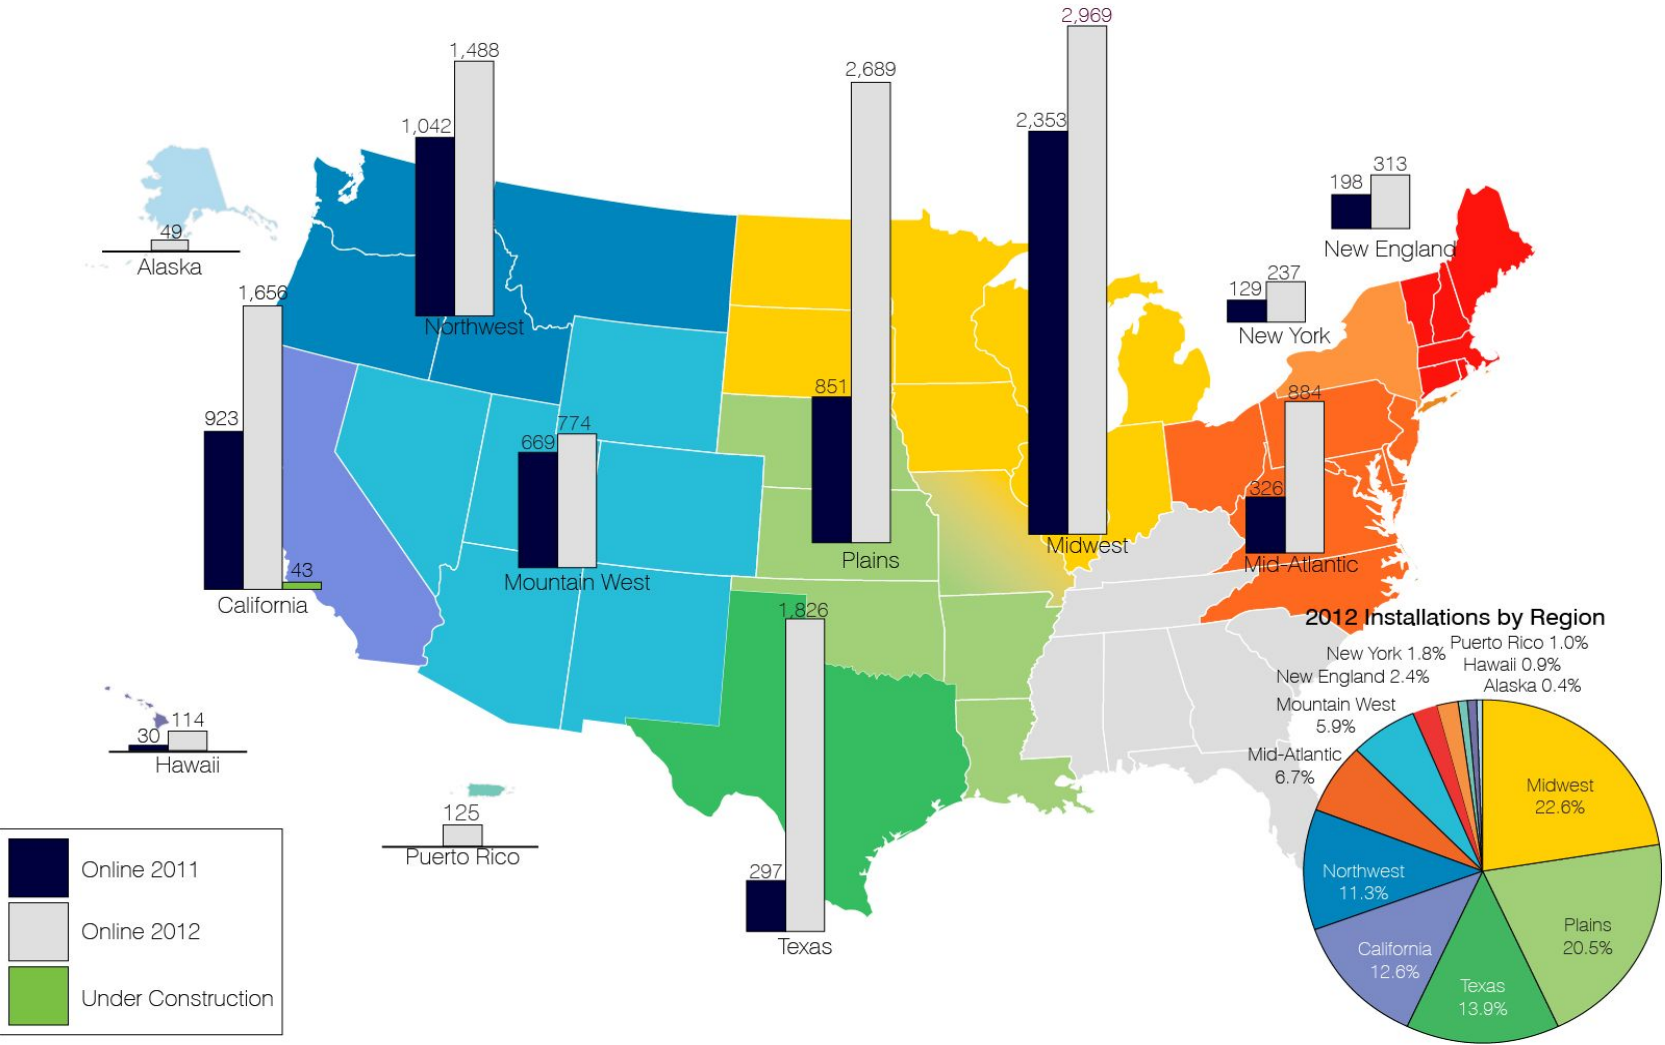 2,969
1,488
2,689
1,042
2,353
313
198
New England
49
Alaska
237
129
New York
1,656
Northwest
923
851
884
774
669
326
43
California
Mountain West
Plains
Midwest
Mid-Atlantic
1,826
297
Texas
114
30
Hawaii
125
Puerto Rico
Online 2011
Online 2012
Under Construction
2012 Installations by Region
Puerto Rico 1.0%
New York 1.8%
Hawaii 0.9%
New England 2.4%
Alaska 0.4%
Mountain West
5.9%
Mid-Atlantic
6.7%
Midwest
22.6%
Northwest
11.3%
Plains
20.5%
California
12.6%
Texas
13.9%